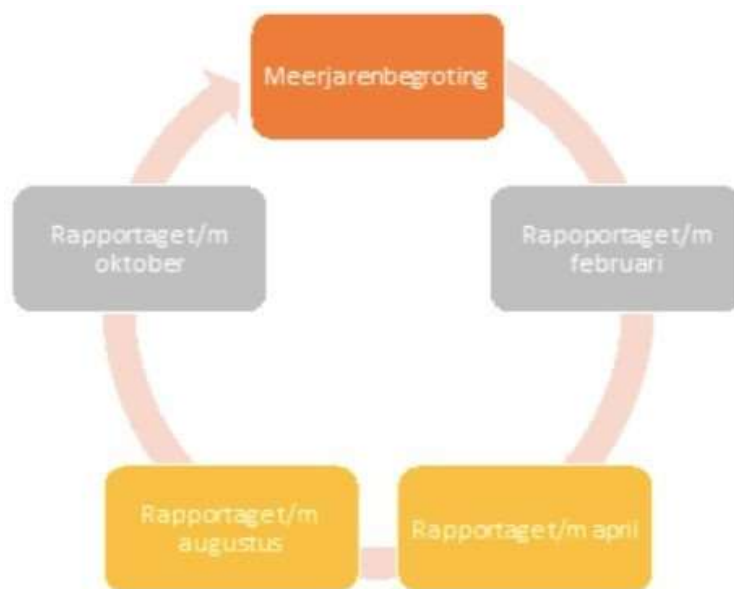 Meerjarenbegroting
Rapoportaget/m
februari
Rapportaget/m april
Rapportaget/m
augustus
Rapportaget/m
oktober